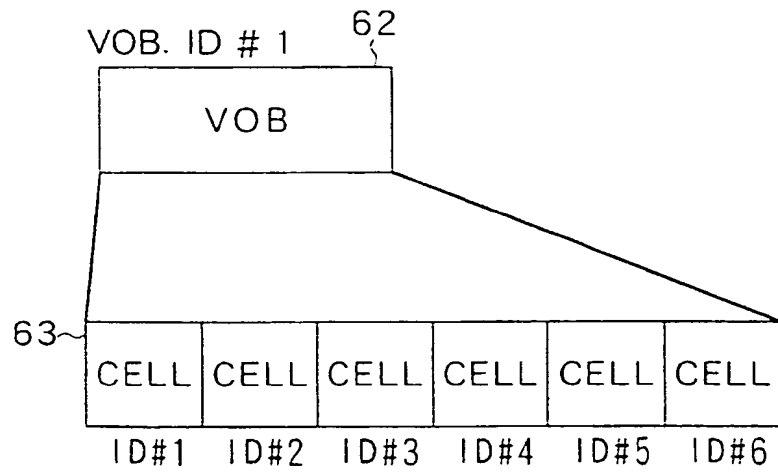 VOB. ID # 1
62
VOB
63
CELL CELL CELL CELL CELL CELL
ID#1 ID#2 ID#3 ID#4 ID#5 ID#6